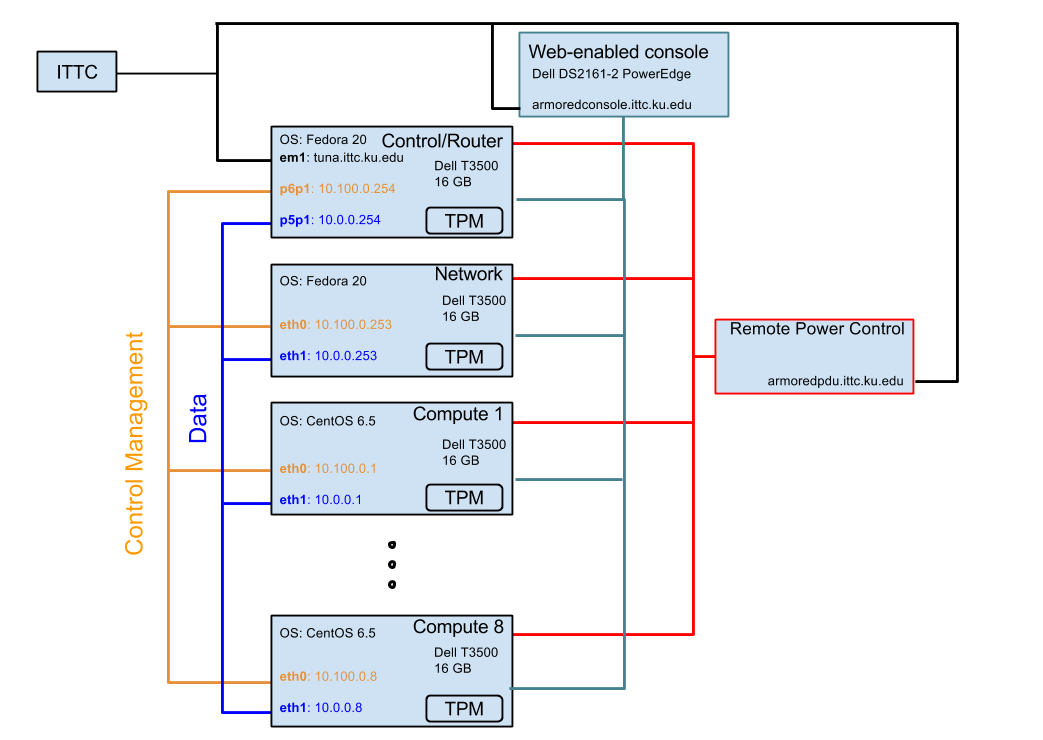 ITTC
Web-enabled console
Dell DS2161-2 PowerEdge
armoredconsole.ittc.ku.edu
OS: Fedora 20
Control/Router
em1: tuna.ittc.ku.edu
Dell T3500
16 GB
p6p1: 10.100.0.254
p5p1: 10.0.0.254
TPM
Network
OS: Fedora 20
Dell T3500
16 GB
eth0: 10.100.0.253
eth1: 10.0.0.253
TPM
Remote Power Control
armoredpdu.ittc.ku.edu
Control Management
Data
Compute 1
OS: CentOS 6.5
Dell T3500
16 GB
eth0: 10.100.0.1
eth1: 10.0.0.1
TPM
Compute 8
OS: CentOS 6.5
Dell T3500
16 GB
eth0: 10.100.0.8
eth1: 10.0.0.8
TPM